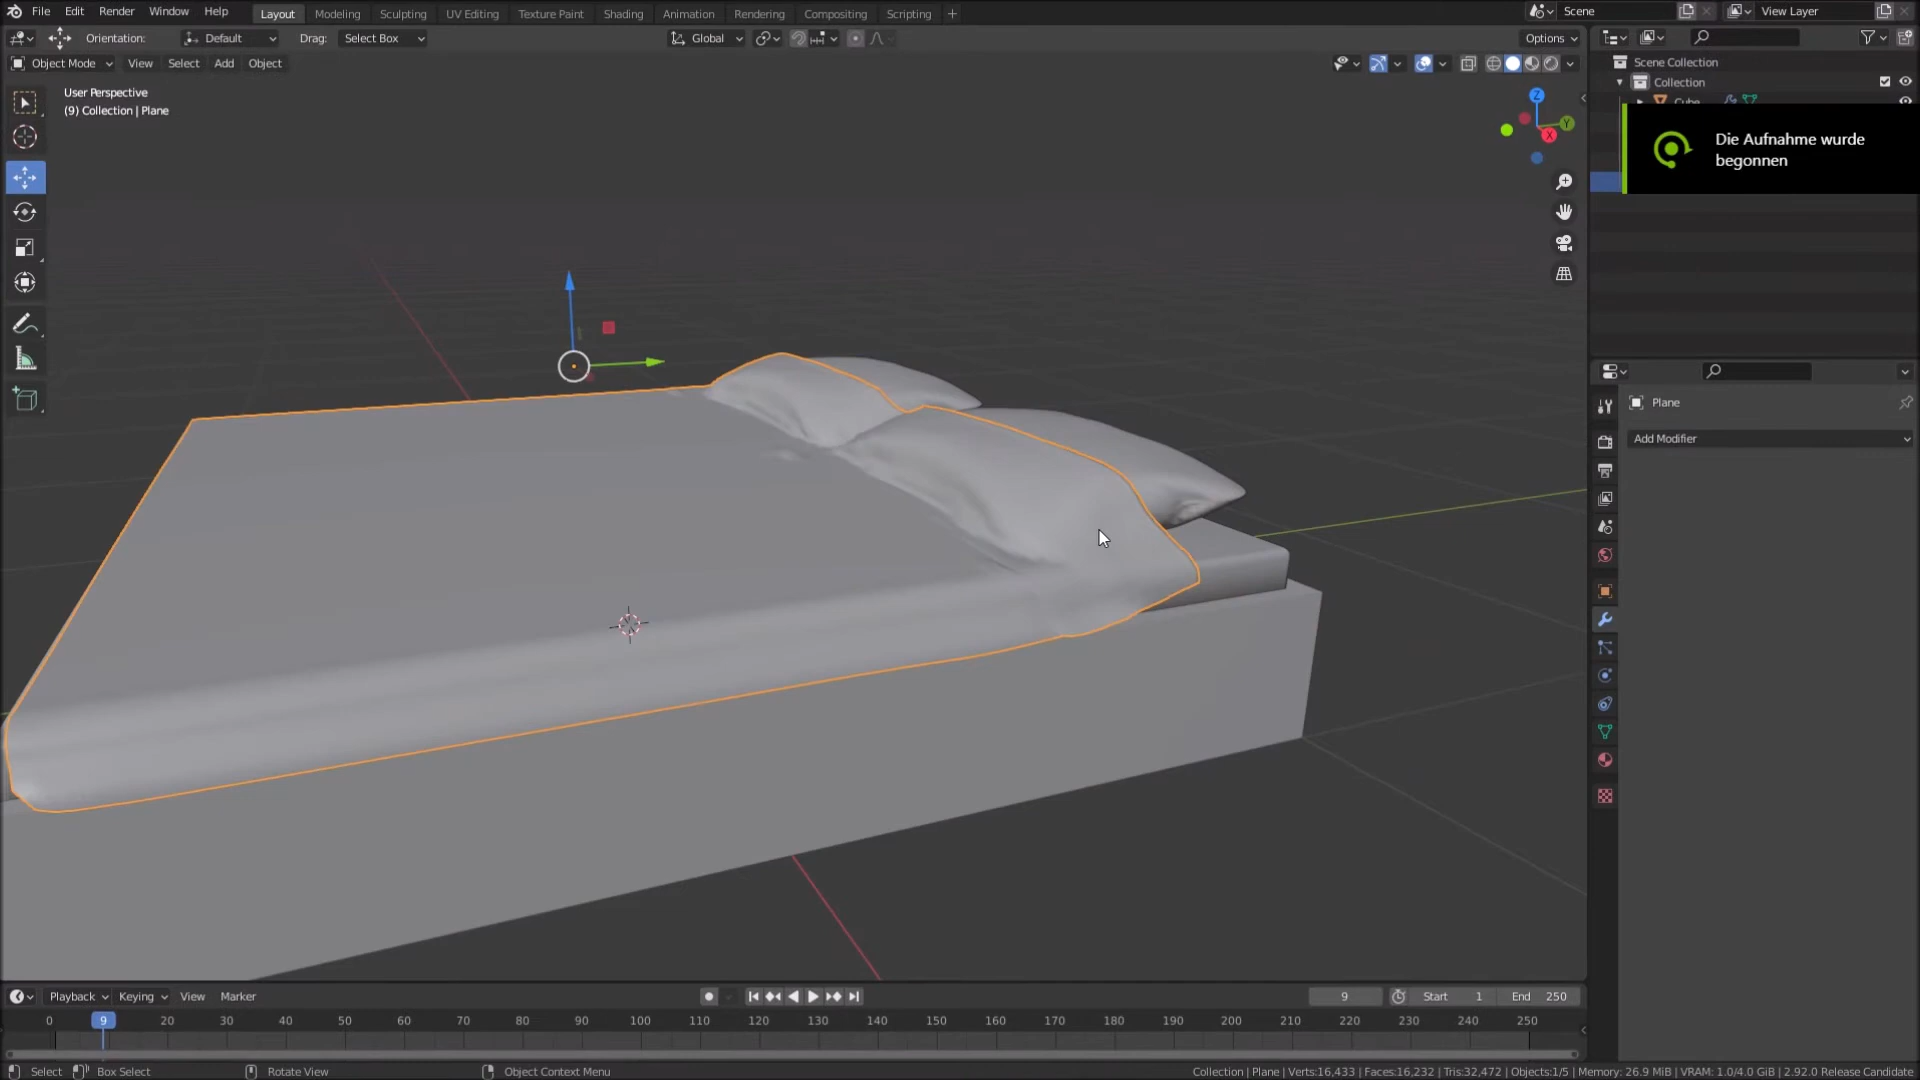 File Edit Render Window Help Layout Modeling Sculpting UV Editing Texture Paint Shading Animation Rendering Compositing Scripting + Scene View Layer
Orientation: Default Drag: Select Box Global Options
Object Mode View Select Add Object
Scene Collection
Collection
Cube
User Perspective
(9) Collection | Plane
Z
Y
X
Die Aufnahme wurde
begonnen
Plane
Add Modifier
Playback Keying View Marker 9 Start 1 End 250
0 9 20 30 40 50 60 70 80 90 100 110 120 130 140 150 160 170 180 190 200 210 220 230 240 250
Select Box Select Rotate View Object Context Menu Collection | Plane | Verts:16,433 | Faces:16,232 | Tris:32,472 | Objects:1/5 | Memory: 26.9 MiB | VRAM: 1.0/4.0 GiB | 2.92.0 Release Candidate